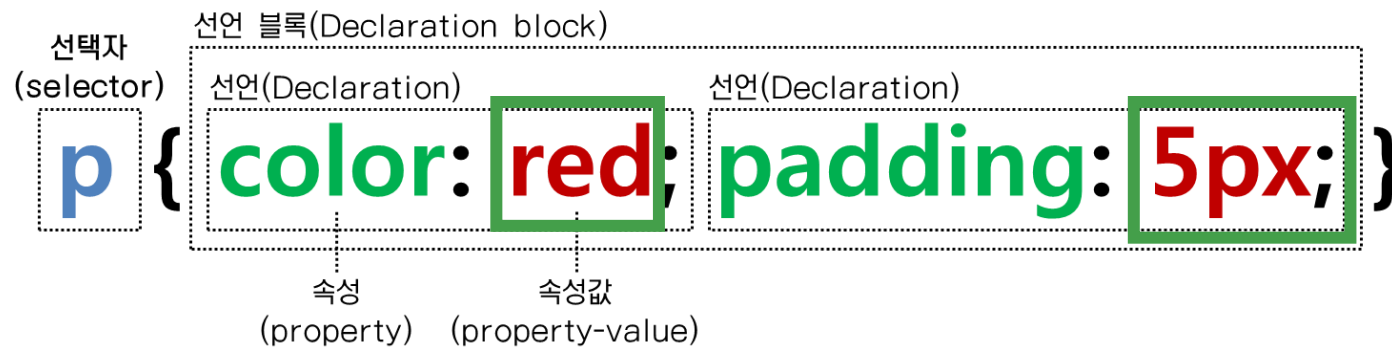 선언 블록(Declaration block)
선택자
(selector)
선언(Declaration) 선언(Declaration)
p { color: red; padding: 5px; }
속성 속성값
(property) (property-value)